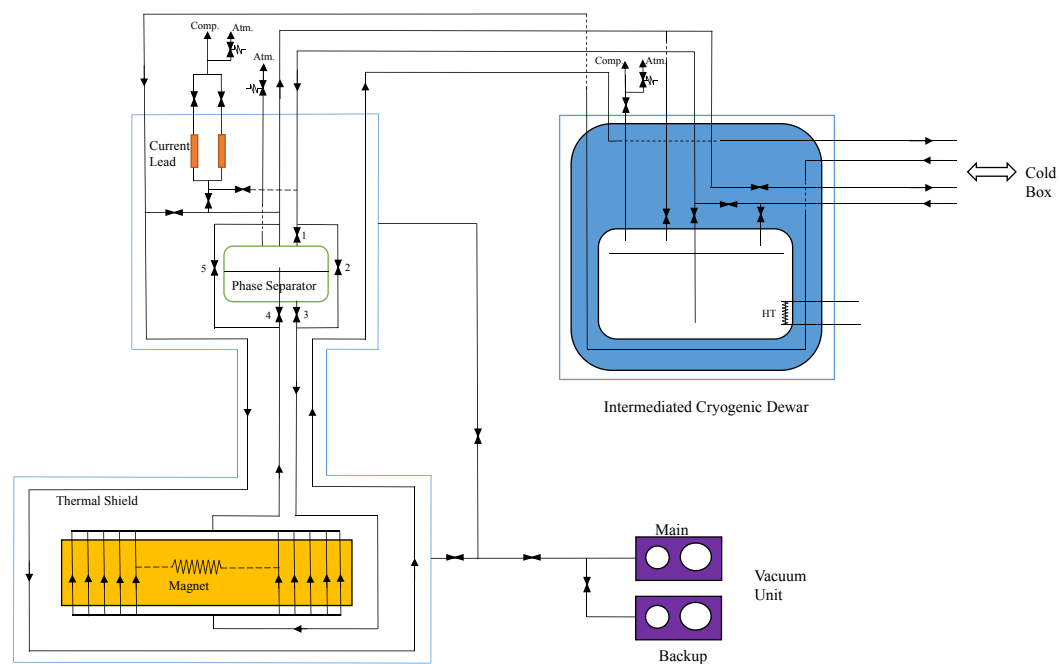 Comp.
Atm.
Atm.
Comp.
Atm.
Current
Lead
Cold
Box
1
5
2
Phase Separator
4
3
HT
Intermediated Cryogenic Dewar
Thermal Shield
Magnet
Main
Vacuum
Unit
Backup